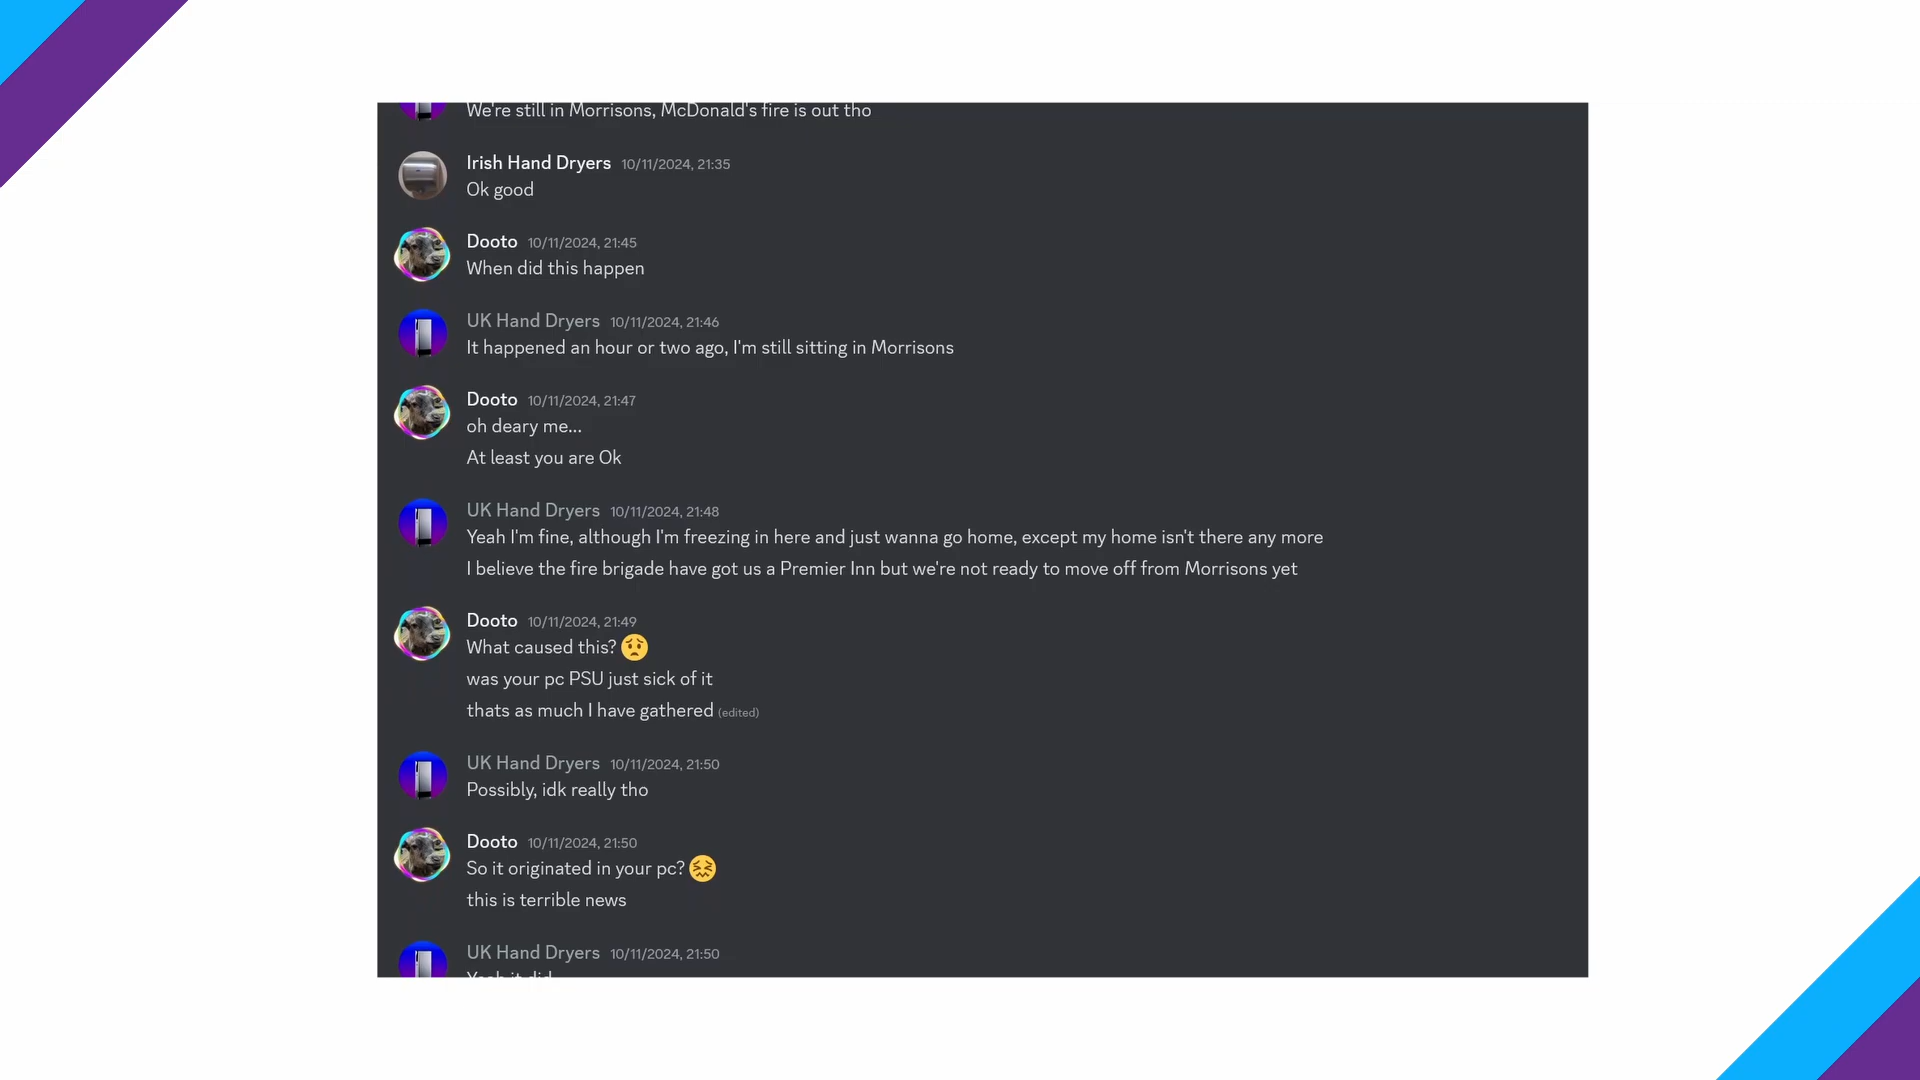 We're still in Morrisons, McDonald's fire is out tho
Irish Hand Dryers 10/11/2024, 21:35
Ok good
Dooto 10/11/2024, 21:45
When did this happen
UK Hand Dryers 10/11/2024, 21:46
It happened an hour or two ago, I'm still sitting in Morrisons
Dooto 10/11/2024, 21:47
oh deary me...
At least you are Ok
UK Hand Dryers 10/11/2024, 21:48
Yeah I'm fine, although I'm freezing in here and just wanna go home, except my home isn't there any more
I believe the fire brigade have got us a Premier Inn but we're not ready to move off from Morrisons yet
Dooto 10/11/2024, 21:49
What caused this? 😟
was your pc PSU just sick of it
thats as much I have gathered (edited)
UK Hand Dryers 10/11/2024, 21:50
Possibly, idk really tho
Dooto 10/11/2024, 21:50
So it originated in your pc? 😖
this is terrible news
UK Hand Dryers 10/11/2024, 21:50
Yeah it did